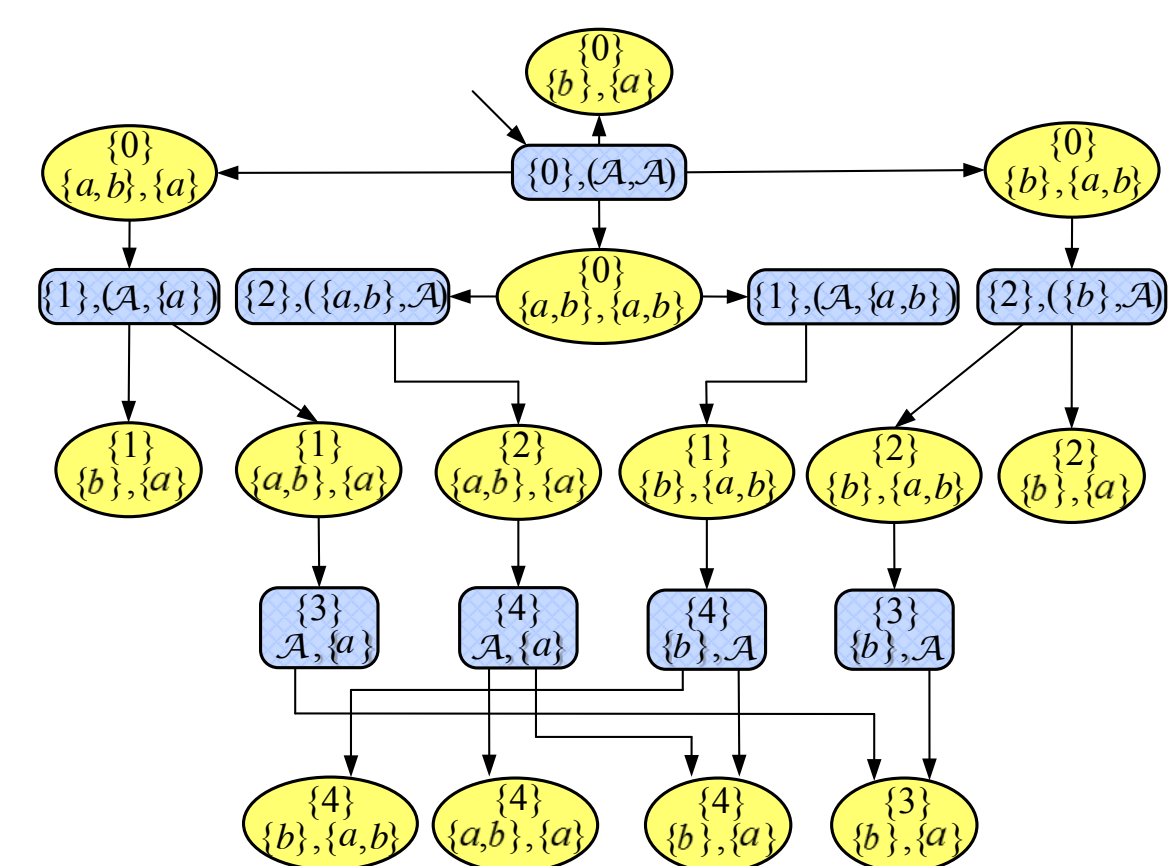 {0}
{b},{a}
{0}
{a,b},{a}
{0},(𝒜,𝒜)
{0}
{b},{a,b}
{1},(𝒜,{a})
{2},({a,b},𝒜)
{0}
{a,b},{a,b}
{1},(𝒜,{a,b})
{2},({b},𝒜)
{1}
{b},{a}
{1}
{a,b},{a}
{2}
{a,b},{a}
{1}
{b},{a,b}
{2}
{b},{a,b}
{2}
{b},{a}
{3}
𝒜,{a}
{4}
𝒜,{a}
{4}
{b},𝒜
{3}
{b},𝒜
{4}
{b},{a,b}
{4}
{a,b},{a}
{4}
{b},{a}
{3}
{b},{a}